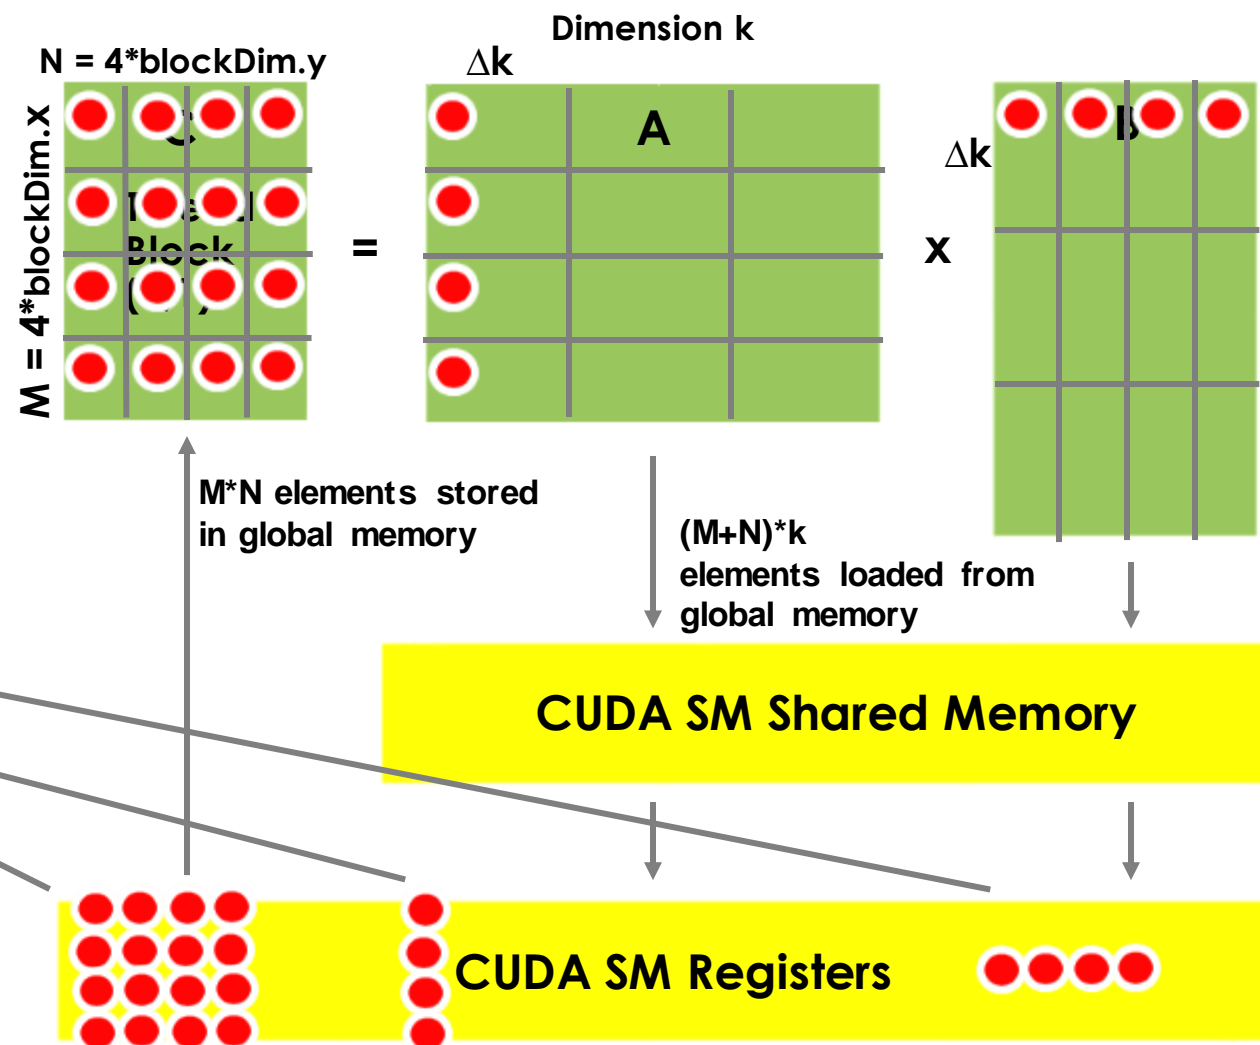 Dimension k
N = 4*blockDim.y
Δk
M = 4*blockDim.x
A
B
C
=
x
Δk
Block
M*N elements stored
in global memory
(M+N)*k
elements loaded from
global memory
CUDA SM Shared Memory
CUDA SM Registers